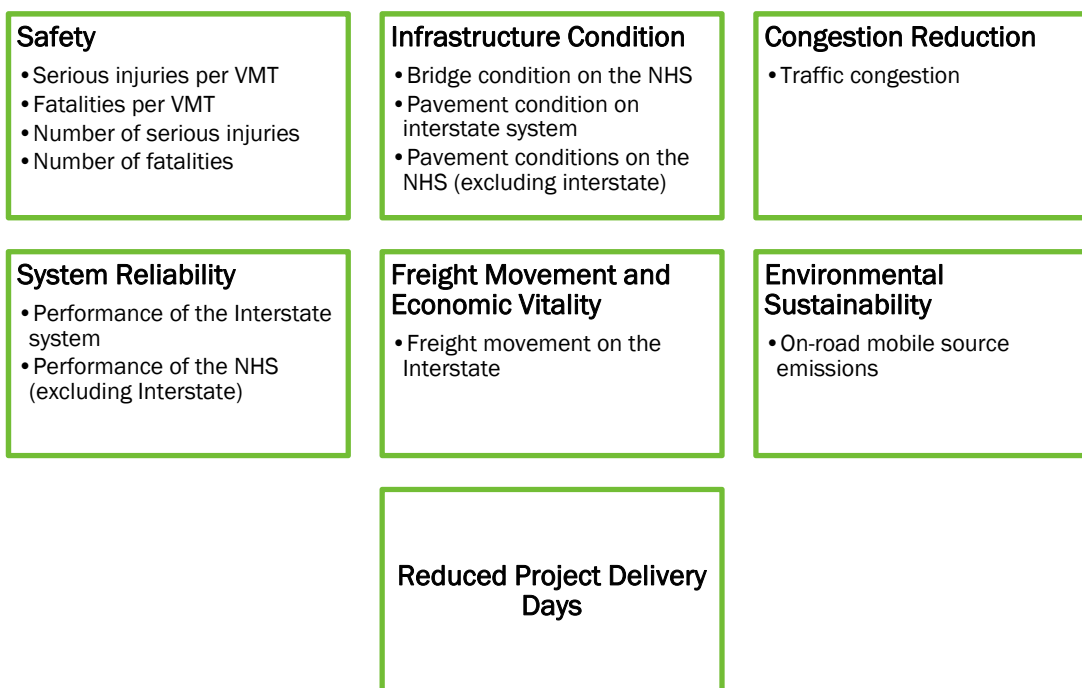 Safety
•Serious injuries per VMT
•Fatalities per VMT
•Number of serious injuries
•Number of fatalities
Infrastructure Condition
•Bridge condition on the NHS
•Pavement condition on
interstate system
•Pavement conditions on the
NHS (excluding interstate)
Congestion Reduction
•Traffic congestion
System Reliability
•Performance of the Interstate
system
•Performance of the NHS
(excluding Interstate)
Freight Movement and
Economic Vitality
•Freight movement on the
Interstate
Environmental
Sustainability
•On-road mobile source
emissions
Reduced Project Delivery
Days